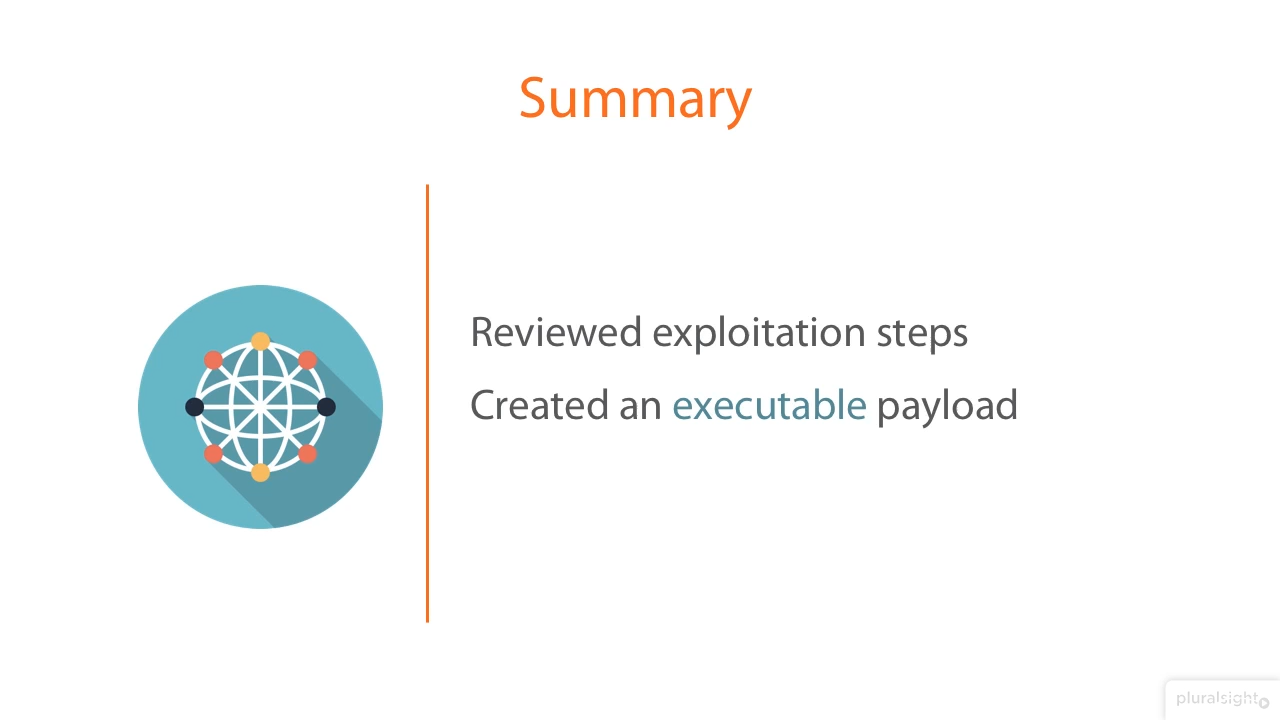 Summary
Reviewed exploitation steps
Created an executable payload
pluralsight